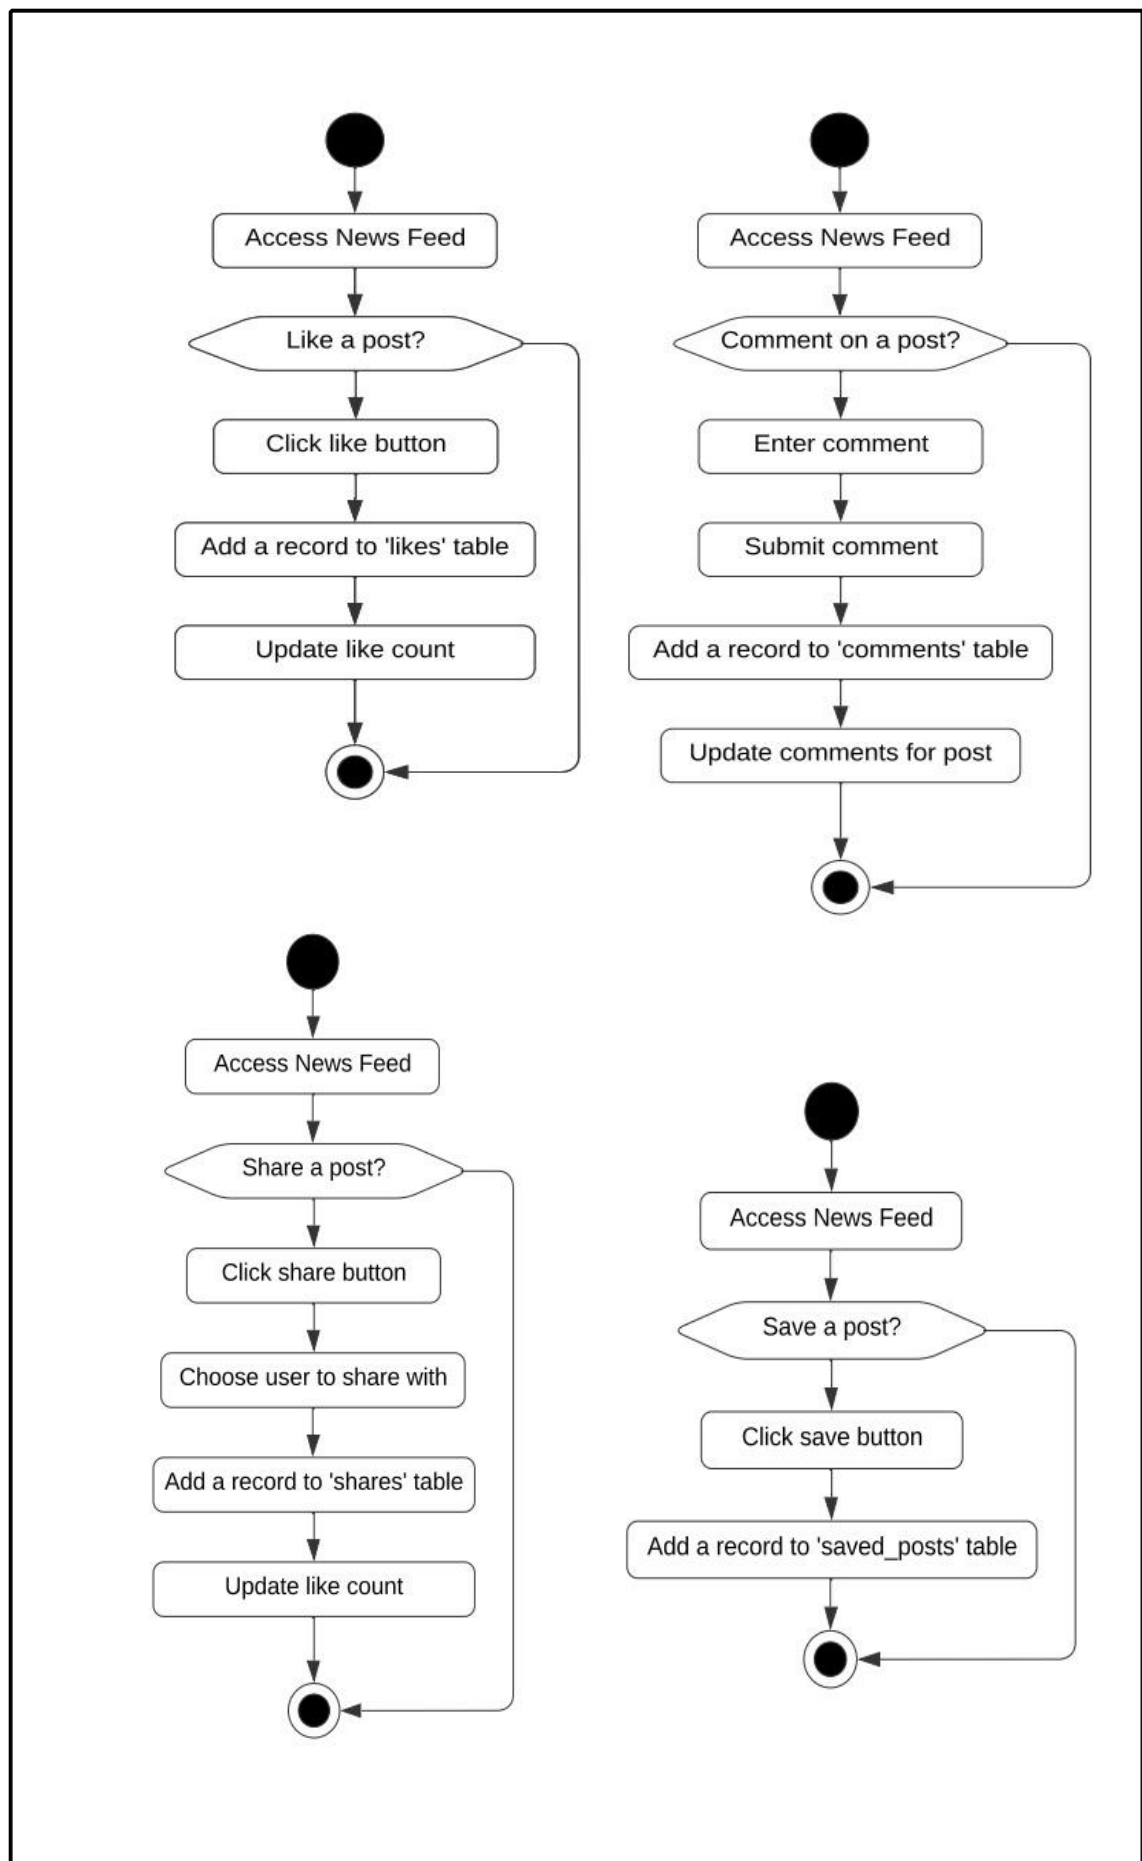 Access News Feed
Like a post?
Click like button
Add a record to 'likes' table
Update like count
Access News Feed
Comment on a post?
Enter comment
Submit comment
Add a record to 'comments' table
Update comments for post
Access News Feed
Share a post?
Click share button
Choose user to share with
Add a record to 'shares' table
Update like count
Access News Feed
Save a post?
Click save button
Add a record to 'saved_posts' table